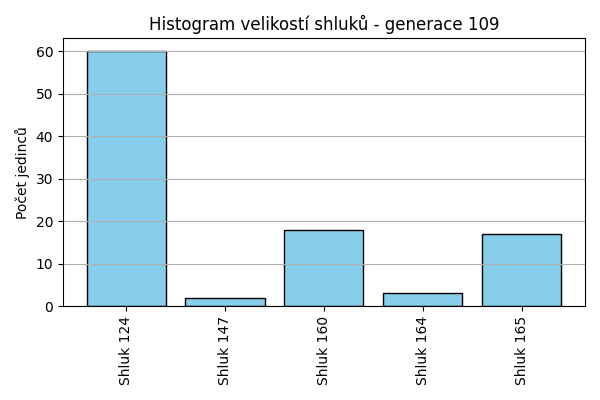 Histogram velikostí shluků - generace 109
Počet jedinců
60
50
40
30
20
10
0
Shluk 124
Shluk 147
Shluk 160
Shluk 164
Shluk 165